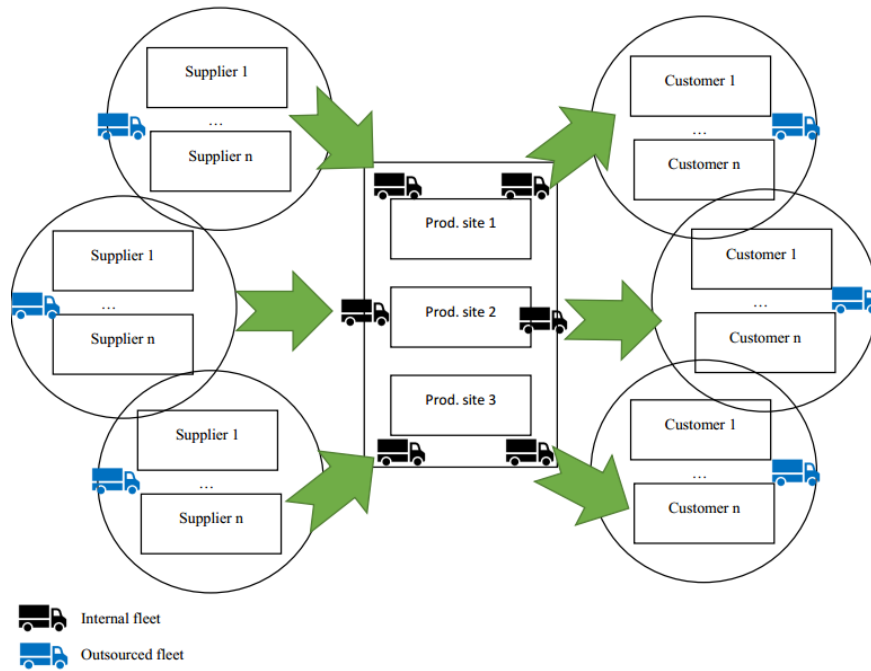 Supplier 1
…
Supplier n
Supplier 1
…
Supplier n
Supplier 1
…
Supplier n
Prod. site 1
Prod. site 2
Prod. site 3
Customer 1
…
Customer n
Customer 1
…
Customer n
Customer 1
…
Customer n
Internal fleet
Outsourced fleet